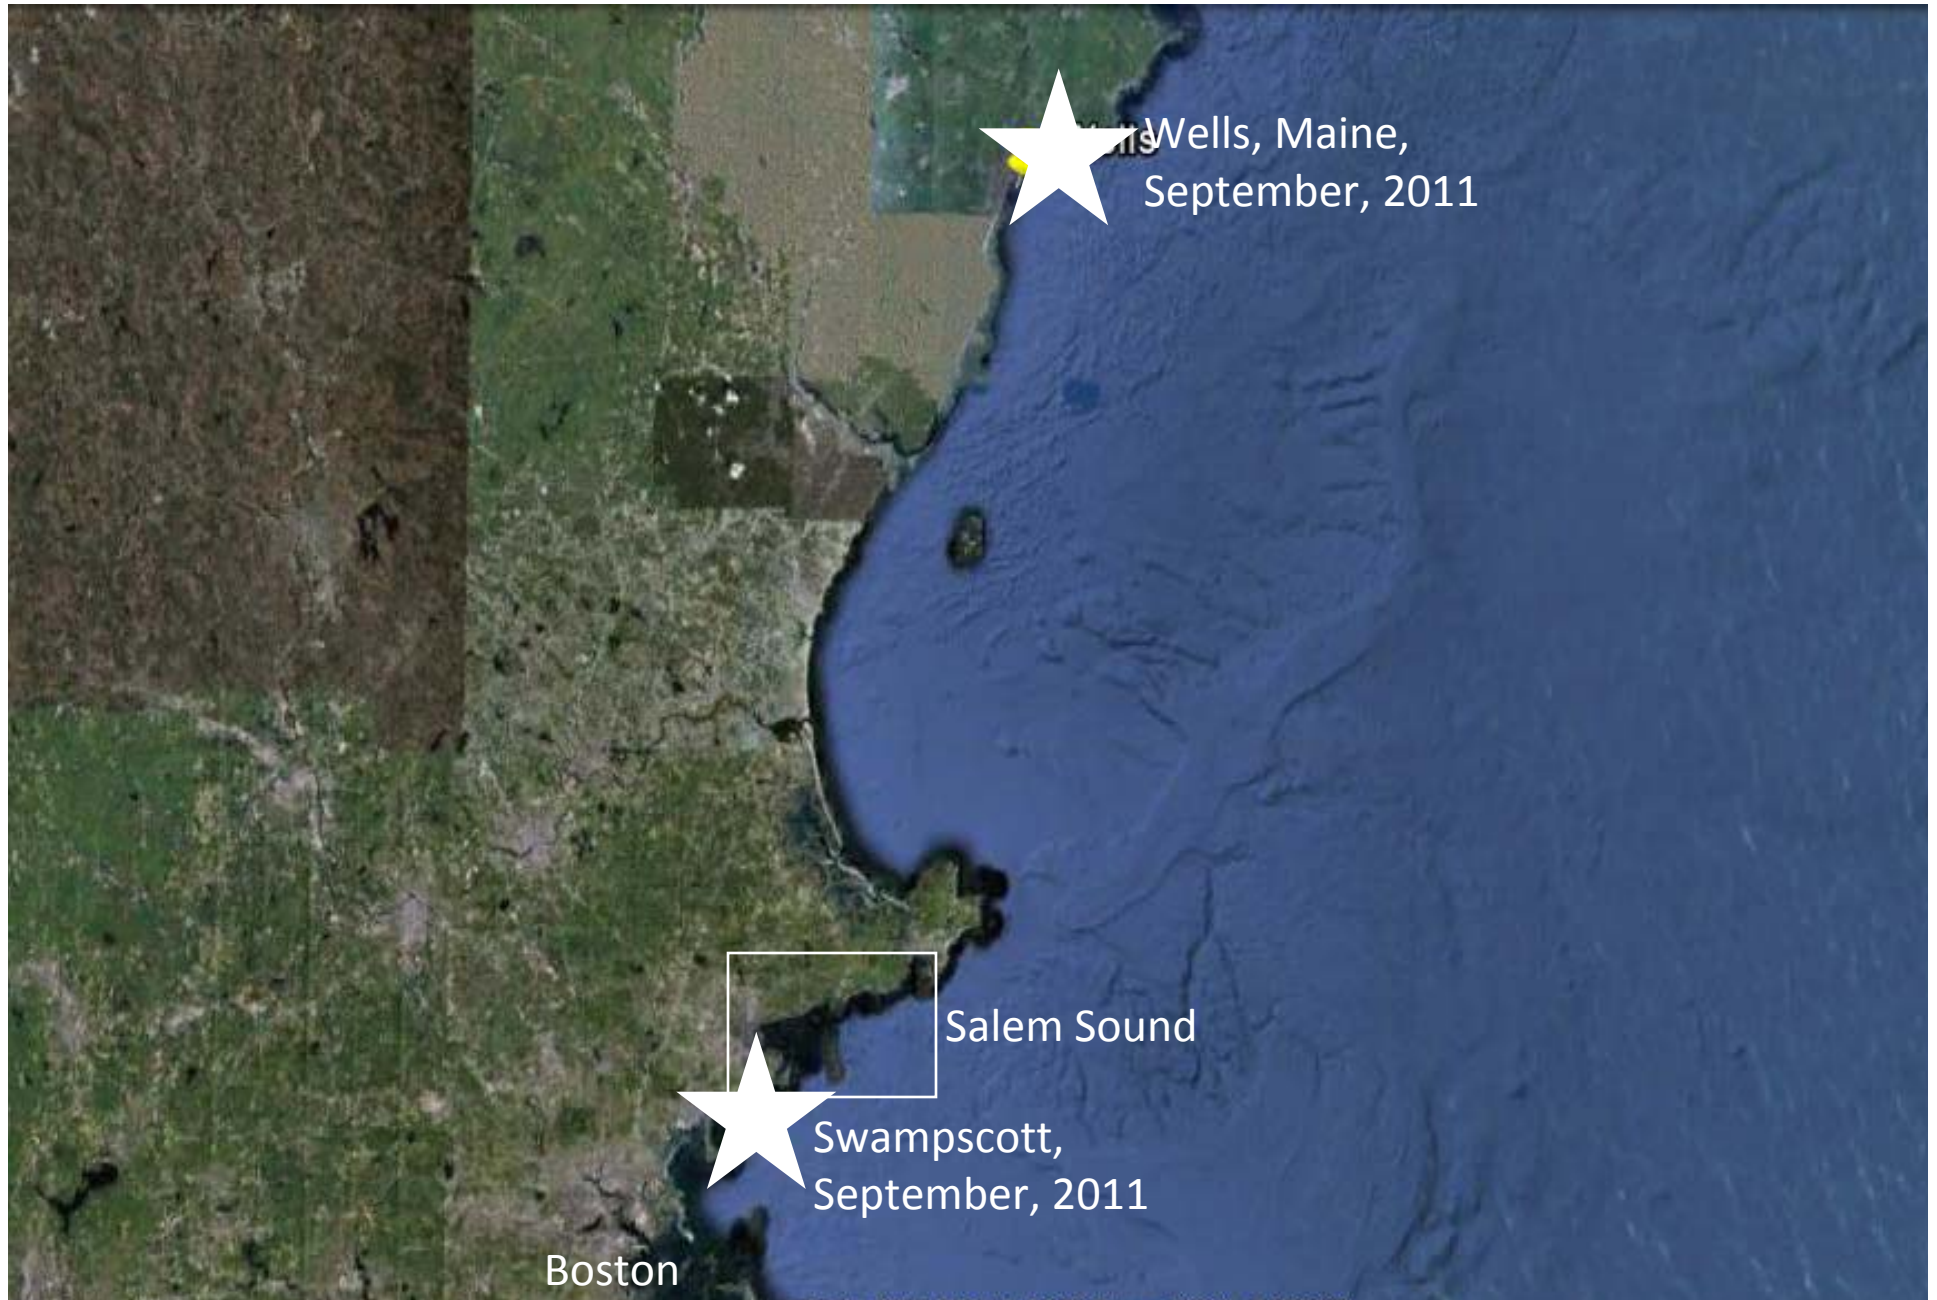 Wells, Maine,
September, 2011
Salem Sound
Swampscott,
September, 2011
Boston